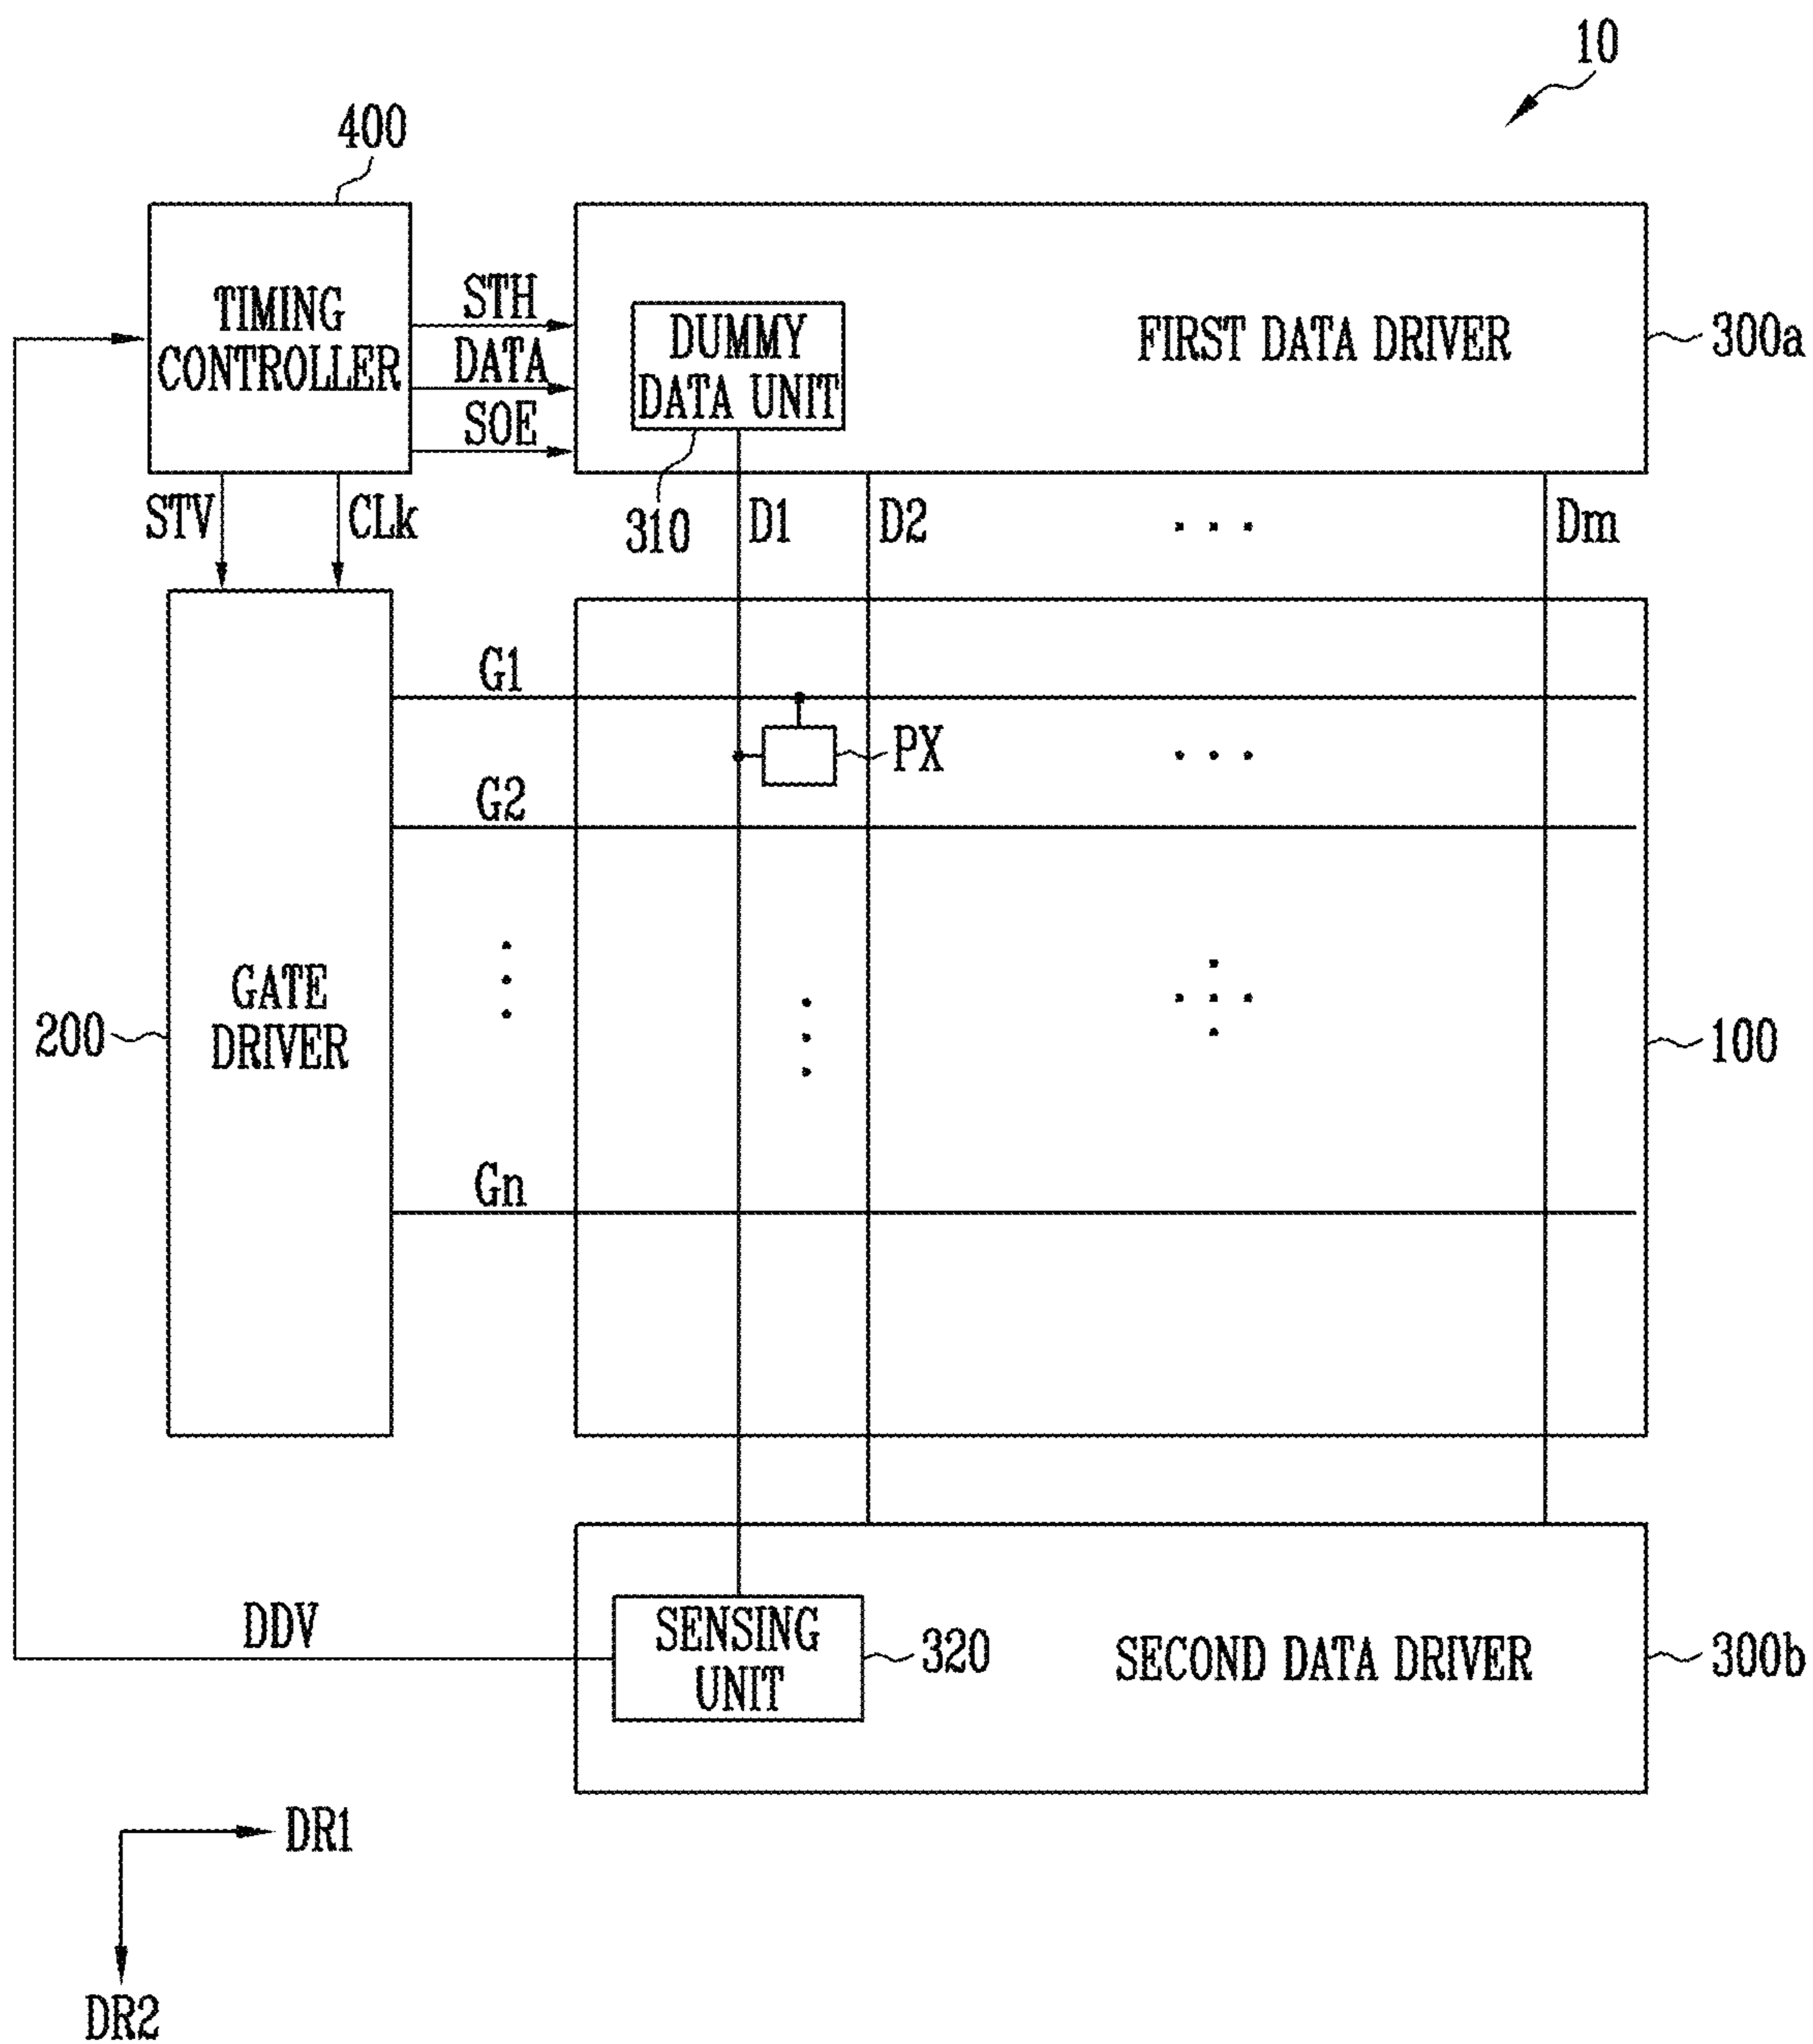 10
400
TIMING
CONTROLLER
STH
DATA
SOE
DUMMY
DATA UNIT
FIRST DATA DRIVER
300a
STV
CLk
310
D1
D2
. . .
Dm
G1
PX
. . .
G2
GATE
DRIVER
200
100
Gn
DDV
SENSING
UNIT
320
SECOND DATA DRIVER
300b
DR1
DR2